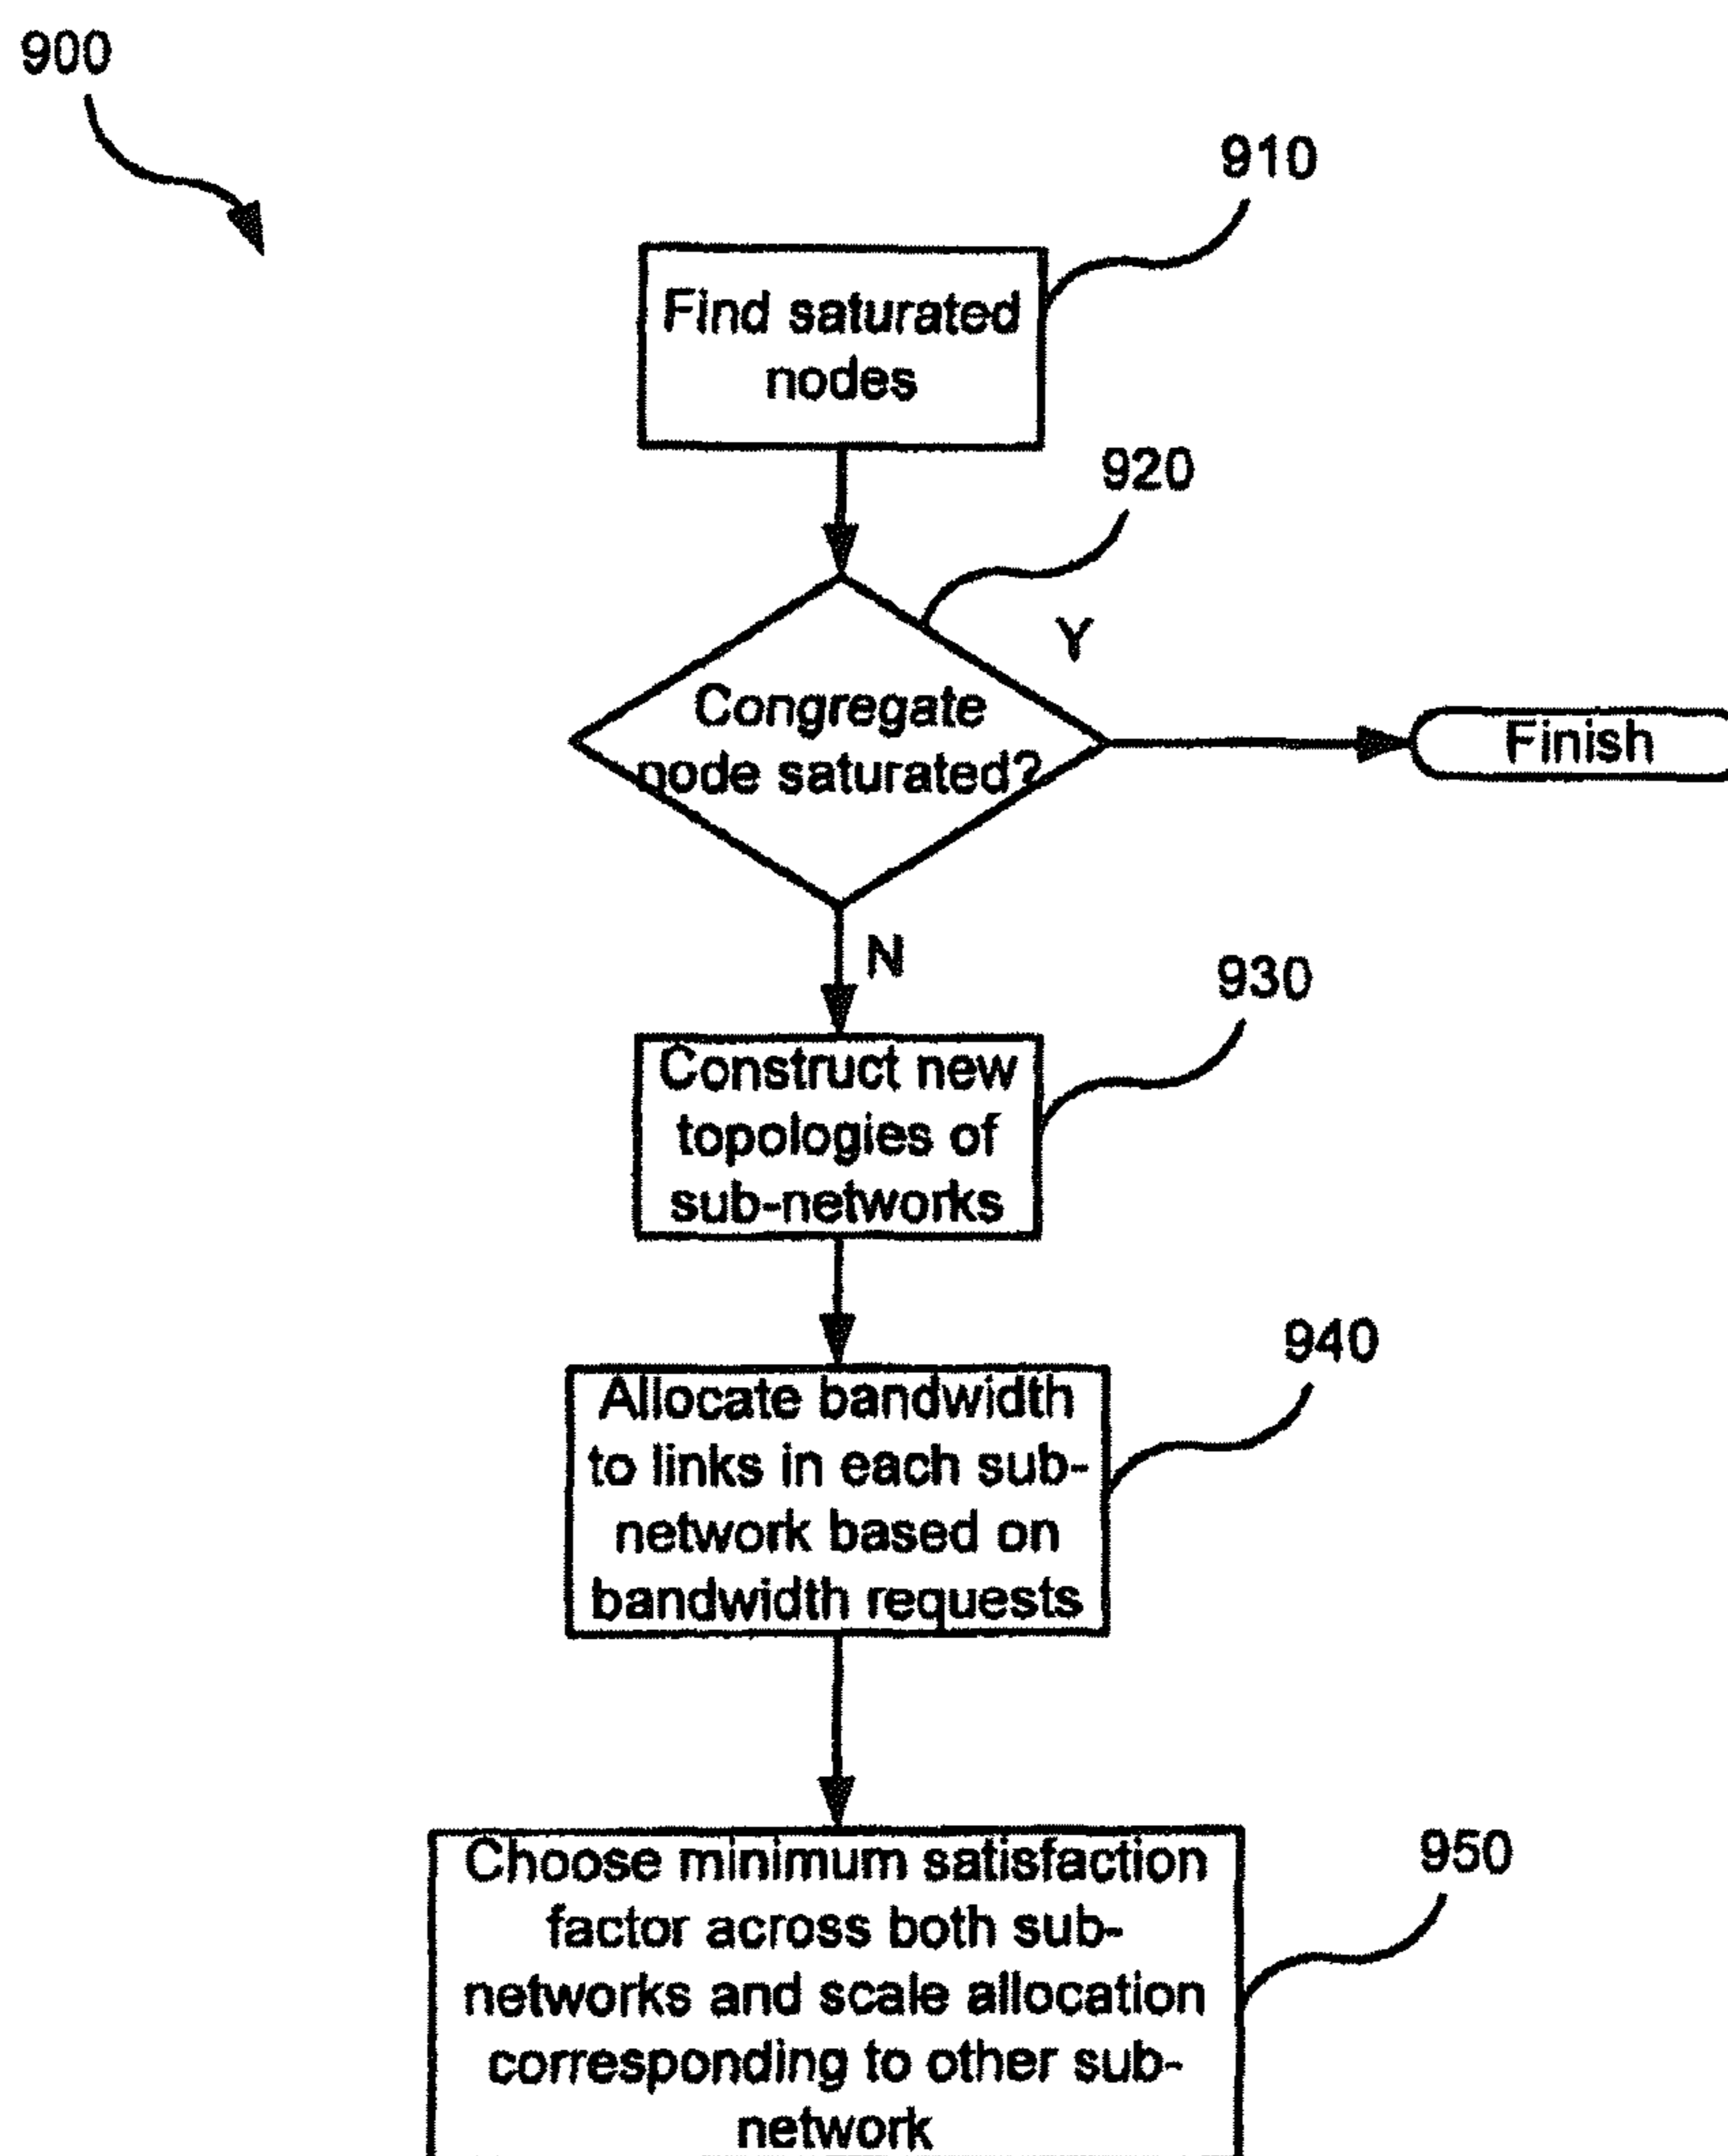 900
910
Find saturated
nodes
920
Y
Congregate
node saturated?
Finish
N
930
Construct new
topologies of
sub-networks
940
Allocate bandwidth
to links in each sub-
network based on
bandwidth requests
950
Choose minimum satisfaction
factor across both sub-
networks and scale allocation
corresponding to other sub-
network